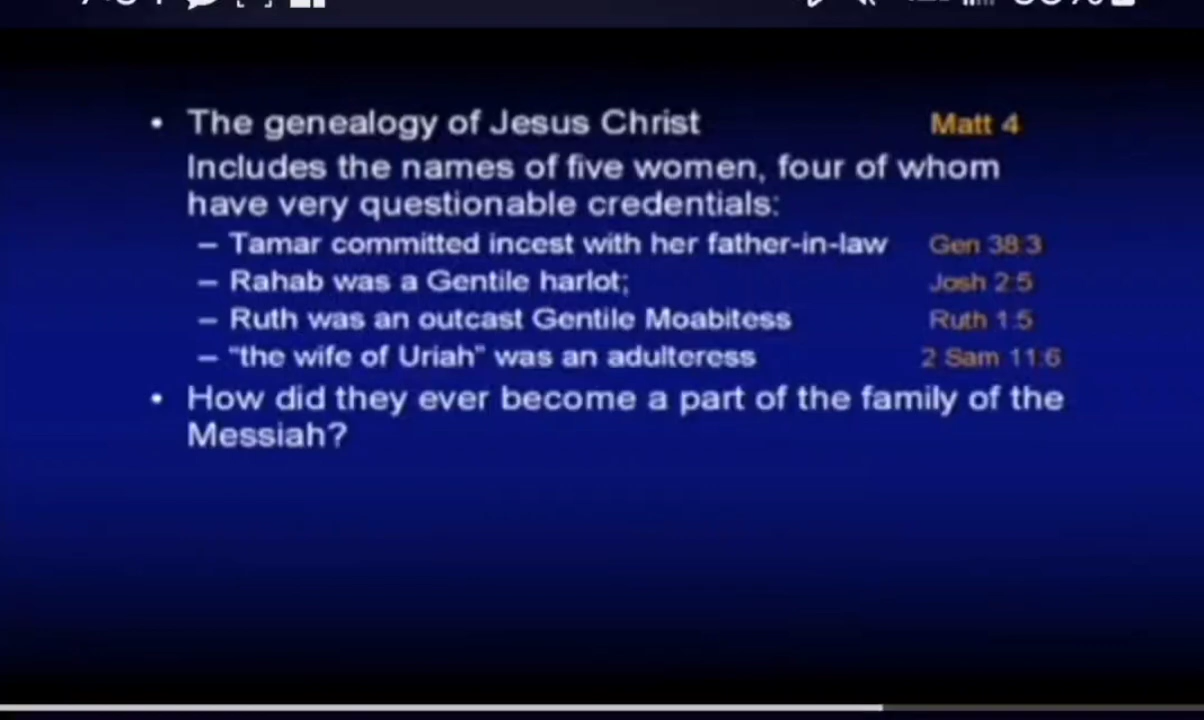 • The genealogy of Jesus Christ Matt 4
Includes the names of five women, four of whom
have very questionable credentials:
– Tamar committed incest with her father-in-law Gen 38:3
– Rahab was a Gentile harlot; Josh 2:5
– Ruth was an outcast Gentile Moabitess Ruth 1:5
– "the wife of Uriah" was an adulteress 2 Sam 11:6
• How did they ever become a part of the family of the
Messiah?